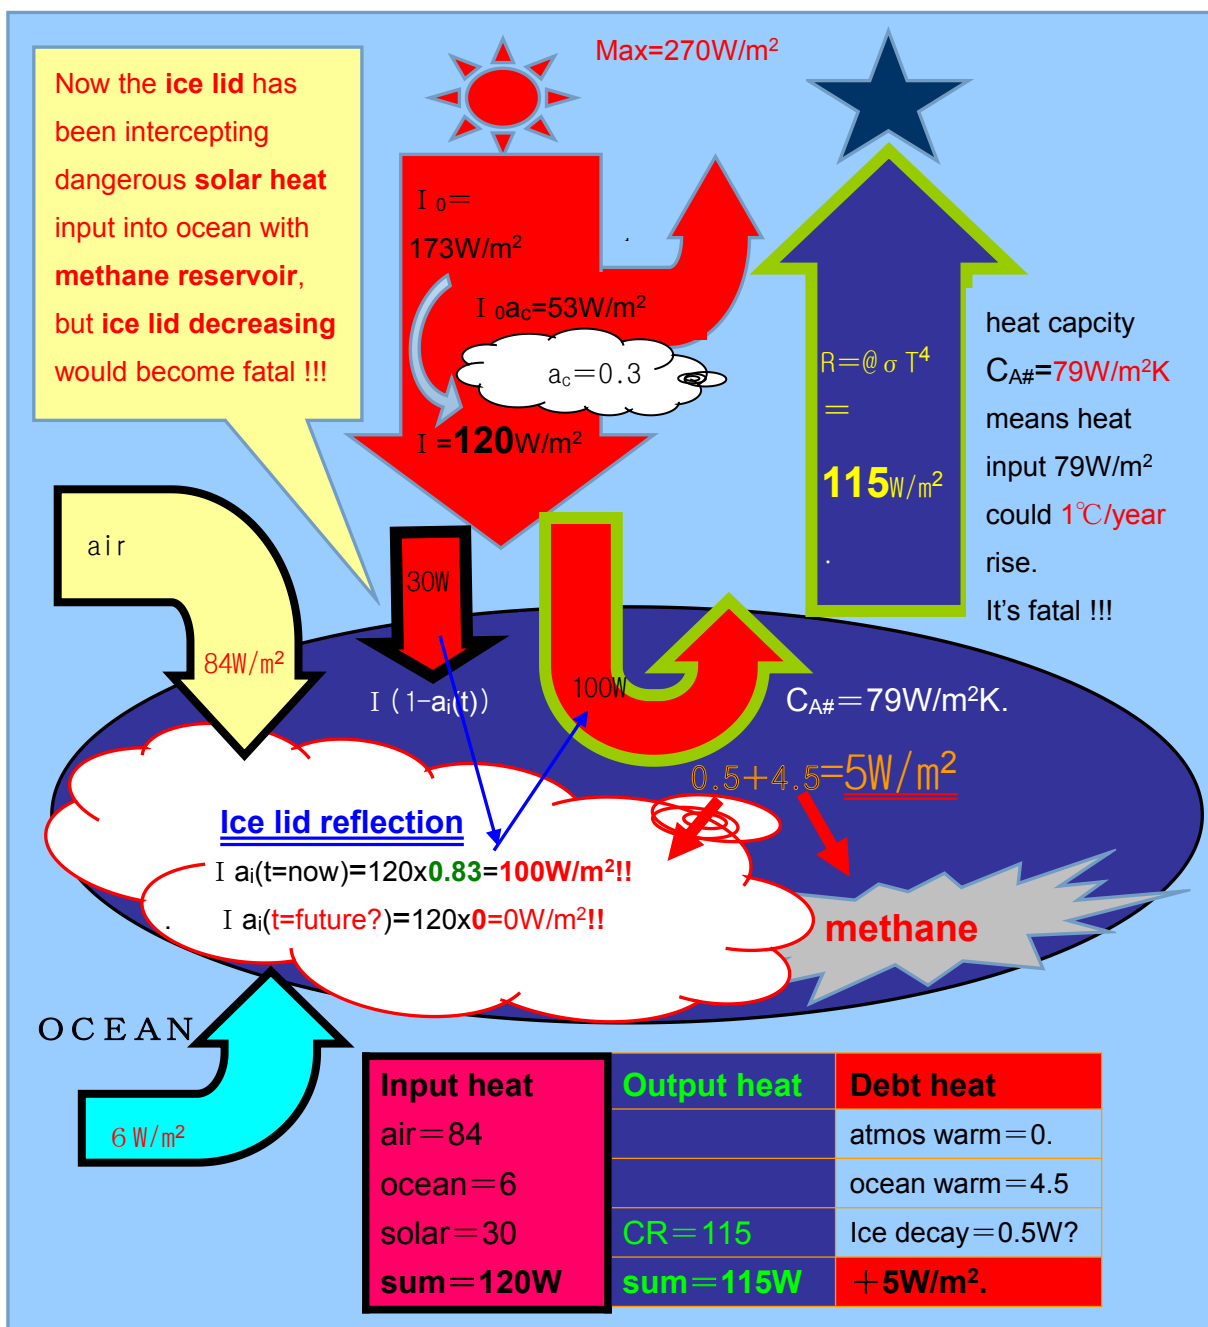 Max=270W/m²
Now the ice lid has
been intercepting
dangerous solar heat
input into ocean with
methane reservoir,
but ice lid decreasing
would become fatal !!!
I ₀=
173W/m²
I ₀a꜀=53W/m²
a꜀=0.3
I =120W/m²
R=@σT⁴
=
115W/m²
.
heat capcity
C_A#=79W/m²K
means heat
input 79W/m²
could 1℃/year
rise.
It's fatal !!!
air
84W/m²
30W
I (1-aᵢ(t))
100W
C_A#=79W/m²K.
0.5+4.5=5W/m²
Ice lid reflection
I aᵢ(t=now)=120x0.83=100W/m²!!
. I aᵢ(t=future?)=120x0=0W/m²!!
methane
OCEAN
6W/m²
Input heat Output heat Debt heat
air=84 atmos warm=0.
ocean=6 ocean warm=4.5
solar=30 CR=115 Ice decay=0.5W?
sum=120W sum=115W +5W/m².